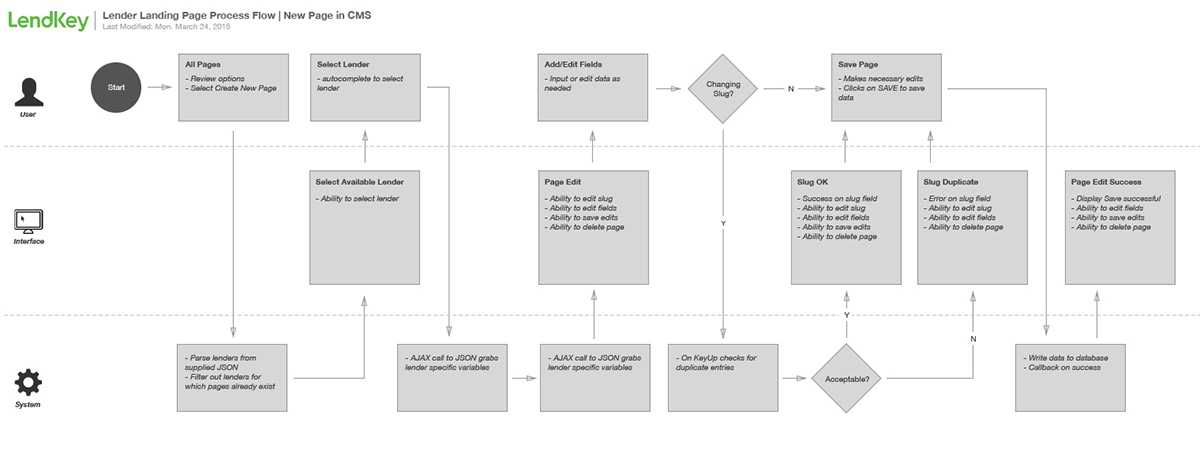 LendKey
Lender Landing Page Process Flow | New Page in CMS
Last Modified: Mon. March 24, 2015
User
Start
All Pages
- Review options
- Select Create New Page
Select Lender
- autocomplete to select
lender
Add/Edit Fields
- Input or edit data as
needed
Changing
Slug?
N
Save Page
- Makes necessary edits
- Clicks on SAVE to save
data
Interface
Select Available Lender
- Ability to select lender
Page Edit
- Ability to edit slug
- Ability to edit fields
- Ability to save edits
- Ability to delete page
Y
Slug OK
- Success on slug field
- Ability to edit slug
- Ability to edit fields
- Ability to save edits
- Ability to delete page
Slug Duplicate
- Error on slug field
- Ability to edit slug
- Ability to edit fields
- Ability to delete page
Page Edit Success
- Display Save successful
- Ability to edit fields
- Ability to save edits
- Ability to delete page
System
- Parse lenders from
supplied JSON
- Filter out lenders for
which pages already exist
- AJAX call to JSON grabs
lender specific variables
- AJAX call to JSON grabs
lender specific variables
- On KeyUp checks for
duplicate entries
Acceptable?
Y
N
- Write data to database
- Callback on success